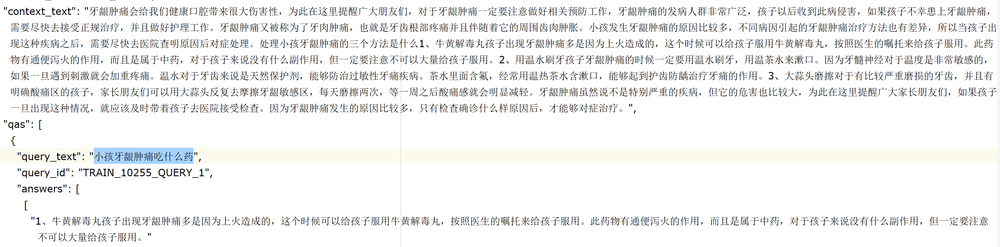 "context_text": "牙龈肿痛会给我们健康口腔带来很大伤害性，为此在这里提醒广大朋友们，对于牙龈肿痛一定要注意做好相关预防工作，牙龈肿痛的发病人群非常广泛，孩子以后收到此病侵害，如果孩子不幸患上牙龈肿痛，
需要尽快去接受正规治疗，并且做好护理工作。牙龈肿痛又被称为了牙肉肿痛，也就是牙齿根部疼痛并且伴随着它的周围齿肉肿胀。小孩发生牙龈肿痛的原因比较多，不同病因引起的牙龈肿痛治疗方法也有差异，所以当孩子出
现这种疾病之后，需要尽快去医院查明原因后对症处理。处理小孩牙龈肿痛的三个方法是什么1、牛黄解毒丸孩子出现牙龈肿痛多是因为上火造成的，这个时候可以给孩子服用牛黄解毒丸，按照医生的嘱托来给孩子服用。此药
物有通便泻火的作用，而且是属于中药，对于孩子来说没有什么副作用，但一定要注意不可以大量给孩子服用。2、用温水刷牙孩子牙龈肿痛的时候一定要用温水刷牙，用温茶水来漱口。因为牙髓神经对于温度是非常敏感的，
如果一旦遇到刺激就会加重疼痛。温水对于牙齿来说是天然保护剂，能够防治过敏性牙痛疾病。茶水里面含氟，经常用温热茶水含漱口，能够起到护齿防龋治疗牙痛的作用。3、大蒜头磨擦对于有比较严重磨损的牙齿，并且有
明确酸痛区的孩子，家长朋友们可以用大蒜头反复去摩擦牙龈敏感区，每天磨擦两次，等一周之后酸痛感就会明显减轻。牙龈肿痛虽然说不是特别严重的疾病，但它的危害也比较大，为此在这里提醒广大家长朋友们，如果孩子
一旦出现这种情况，就应该及时带着孩子去医院接受检查。因为牙龈肿痛发生的原因比较多，只有检查确诊什么样原因后，才能够对症治疗。",
"qas": [
{
"query_text": "小孩牙龈肿痛吃什么药",
"query_id": "TRAIN_10255_QUERY_1",
"answers": [
[
"1、牛黄解毒丸孩子出现牙龈肿痛多是因为上火造成的，这个时候可以给孩子服用牛黄解毒丸，按照医生的嘱托来给孩子服用。此药物有通便泻火的作用，而且是属于中药，对于孩子来说没有什么副作用，但一定要注意
不可以大量给孩子服用。"